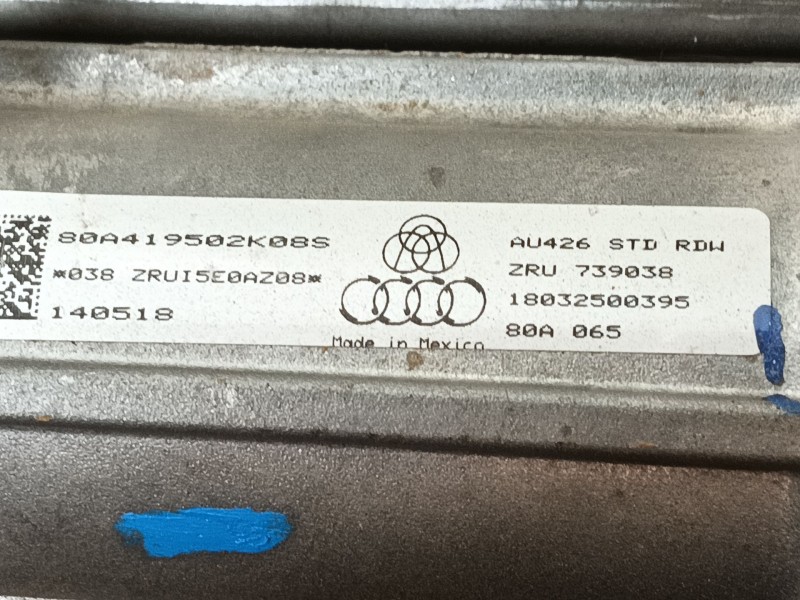 80A419502K08S
*038 ZRUI5E0AZ08*
140518
Made in Mexico
AU426 STD RDW
ZRU 739038
18032500395
80A 065